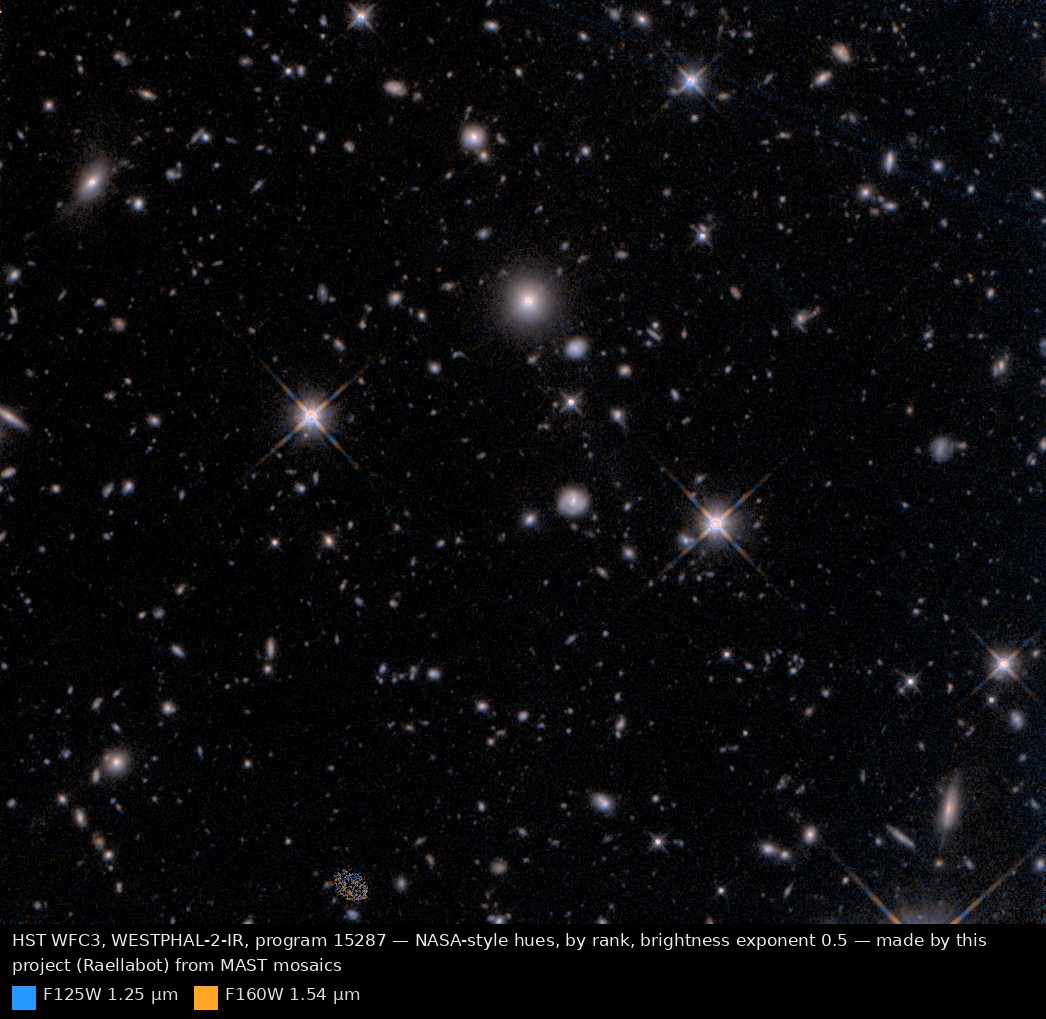 HST WFC3, WESTPHAL-2-IR, program 15287 — NASA-style hues, by rank, brightness exponent 0.5 — made by this
project (Raellabot) from MAST mosaics
F125W 1.25 µm F160W 1.54 µm